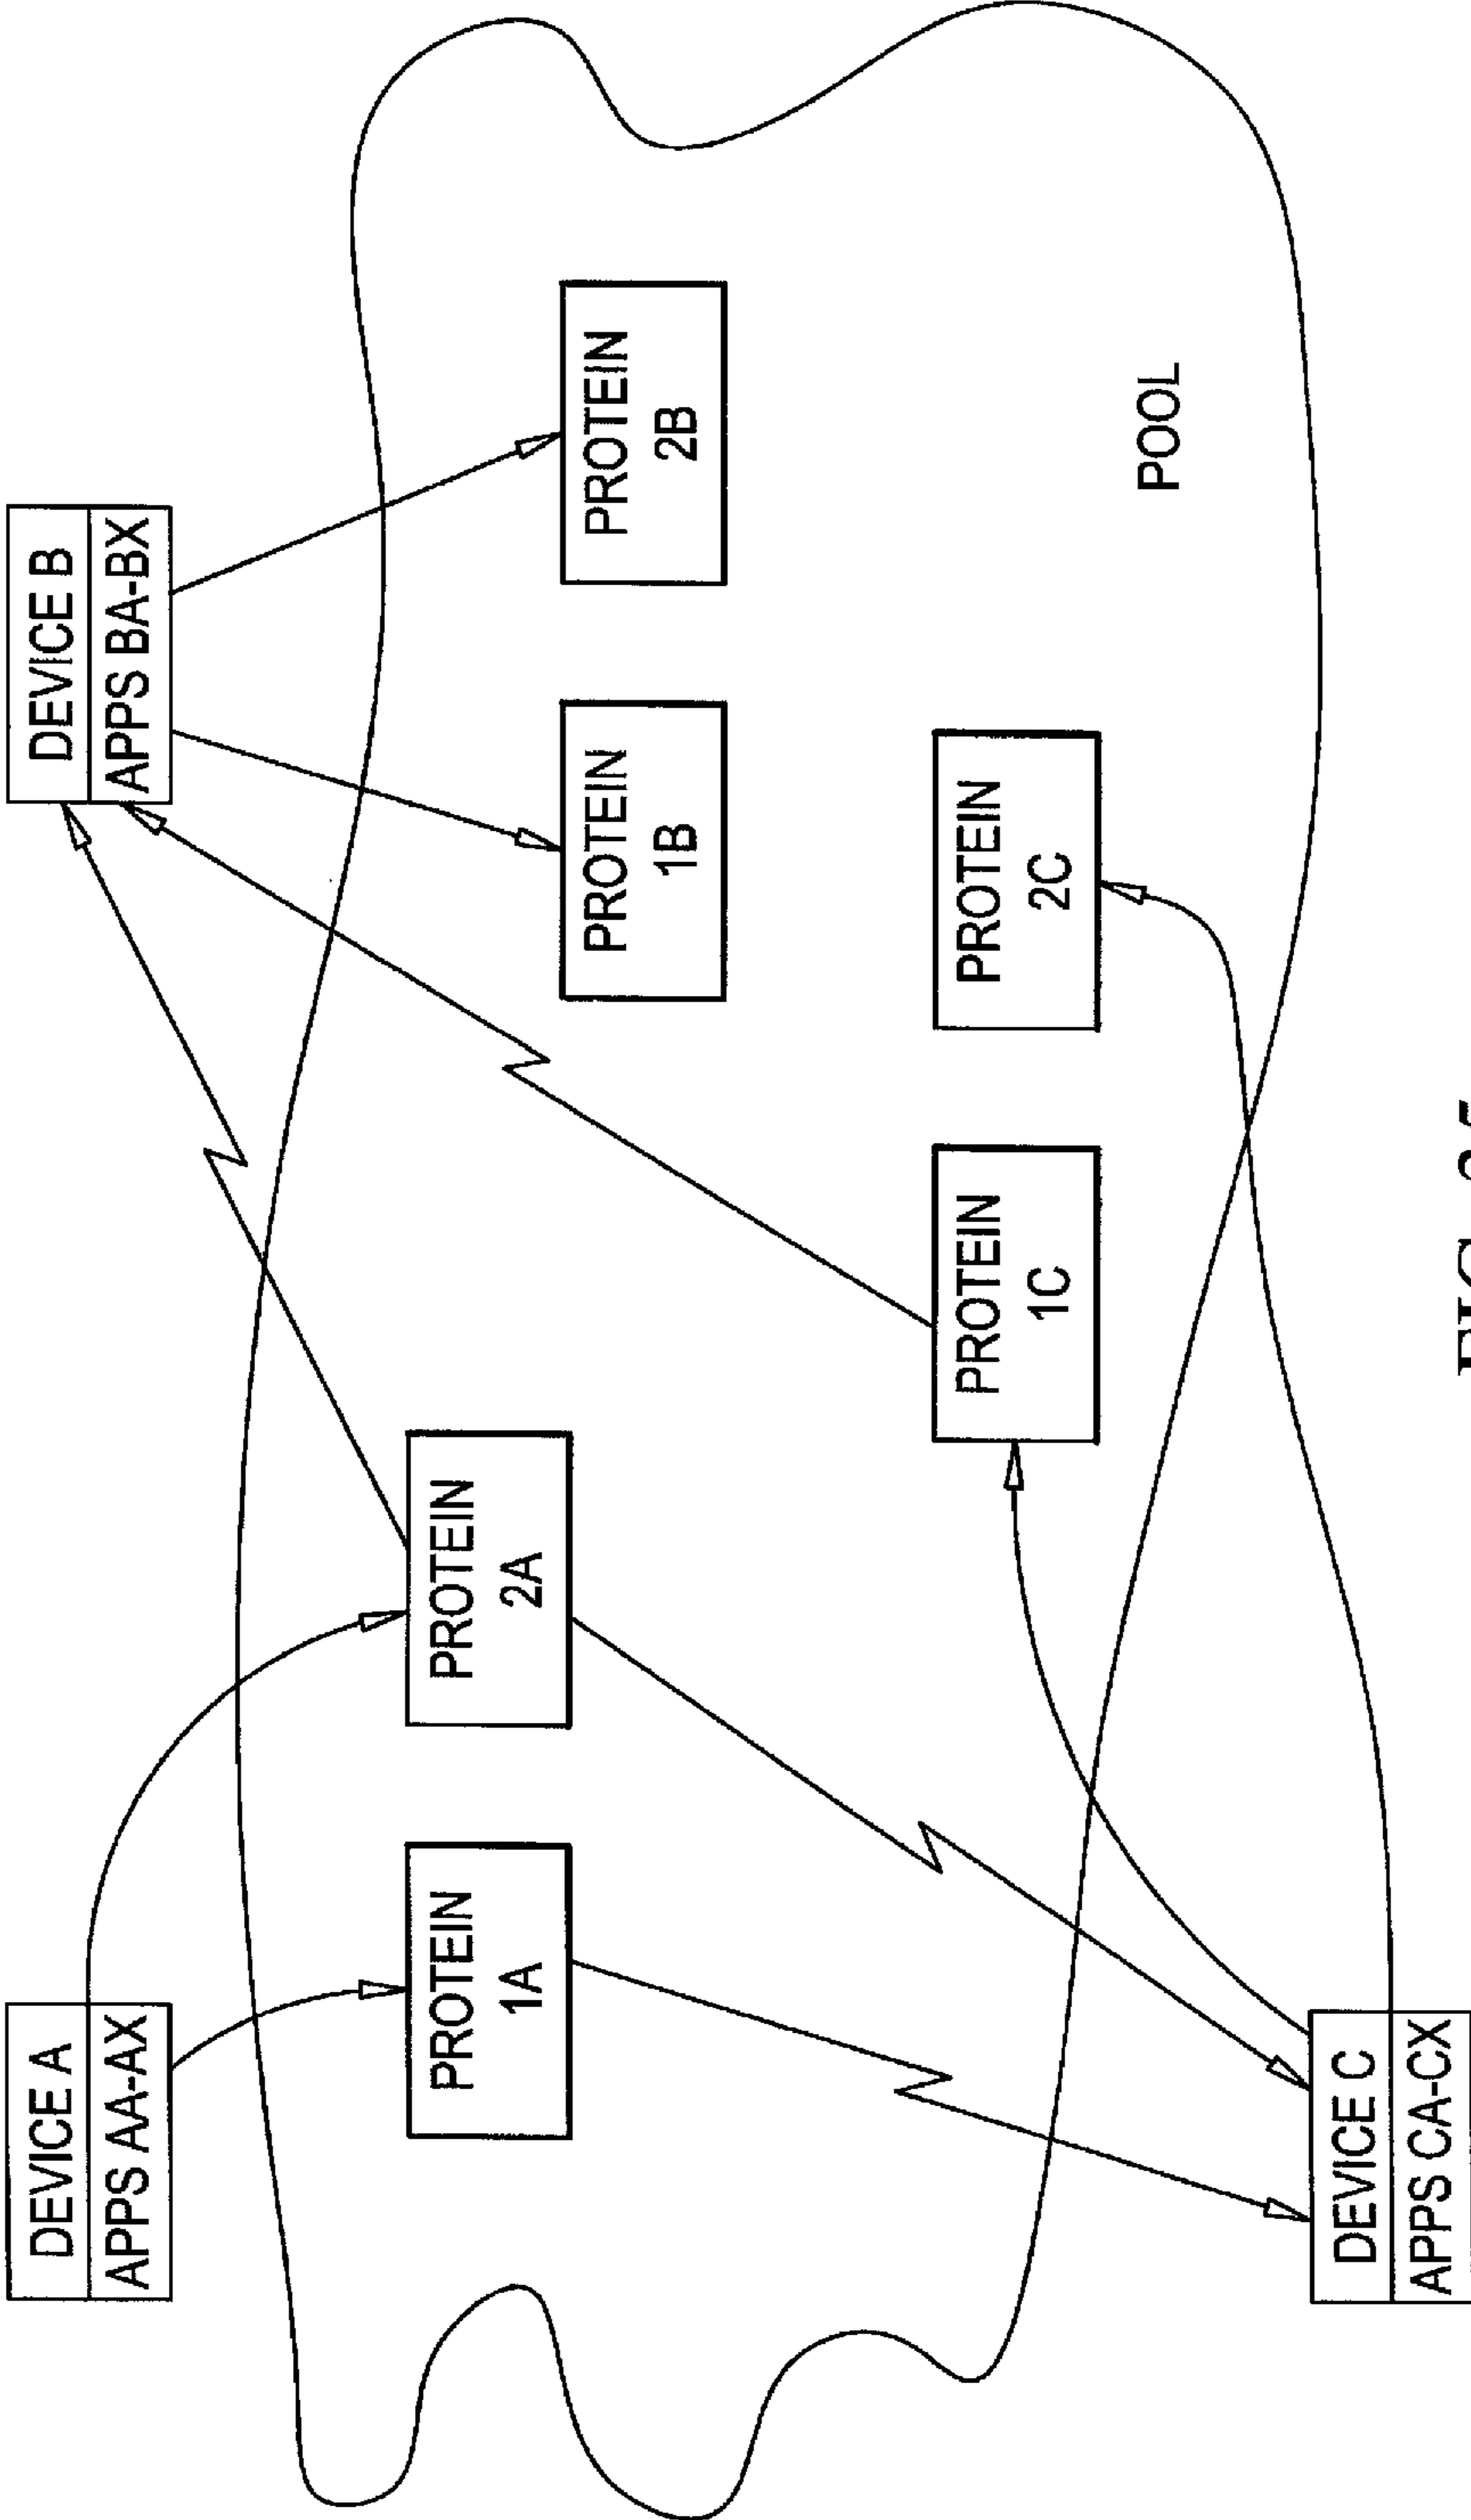 DEVICE A
APPS AA-AX
DEVICE B
APPS BA-BX
PROTEIN
1A
PROTEIN
2A
PROTEIN
1B
PROTEIN
2B
PROTEIN
1C
PROTEIN
2C
POOL
DEVICE C
APPS CA-CX